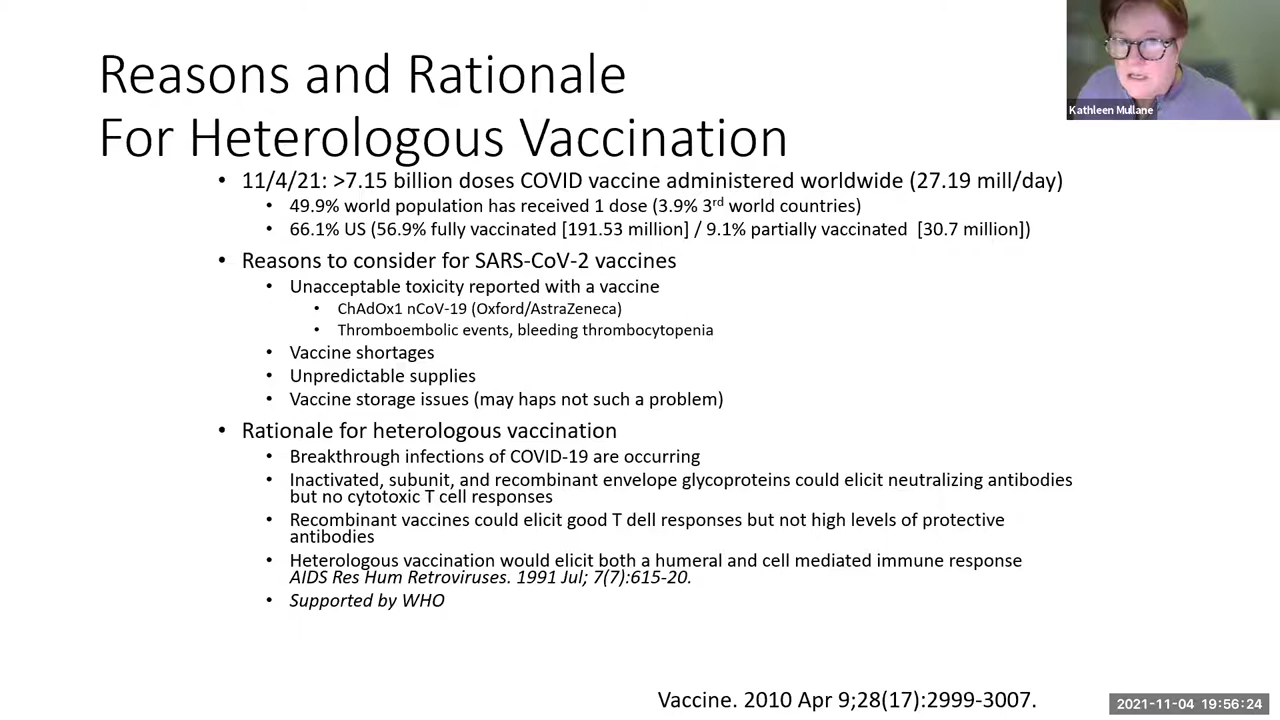 Reasons and Rationale
For Heterologous Vaccination
Kathleen Mullane
• 11/4/21: >7.15 billion doses COVID vaccine administered worldwide (27.19 mill/day)
• 49.9% world population has received 1 dose (3.9% 3rd world countries)
• 66.1% US (56.9% fully vaccinated [191.53 million] / 9.1% partially vaccinated [30.7 million])
• Reasons to consider for SARS-CoV-2 vaccines
• Unacceptable toxicity reported with a vaccine
• ChAdOx1 nCoV-19 (Oxford/AstraZeneca)
• Thromboembolic events, bleeding thrombocytopenia
• Vaccine shortages
• Unpredictable supplies
• Vaccine storage issues (may haps not such a problem)
• Rationale for heterologous vaccination
• Breakthrough infections of COVID-19 are occurring
• Inactivated, subunit, and recombinant envelope glycoproteins could elicit neutralizing antibodies
but no cytotoxic T cell responses
• Recombinant vaccines could elicit good T dell responses but not high levels of protective
antibodies
• Heterologous vaccination would elicit both a humeral and cell mediated immune response
AIDS Res Hum Retroviruses. 1991 Jul; 7(7):615-20.
• Supported by WHO
Vaccine. 2010 Apr 9;28(17):2999-3007.
2021-11-04 19:56:24